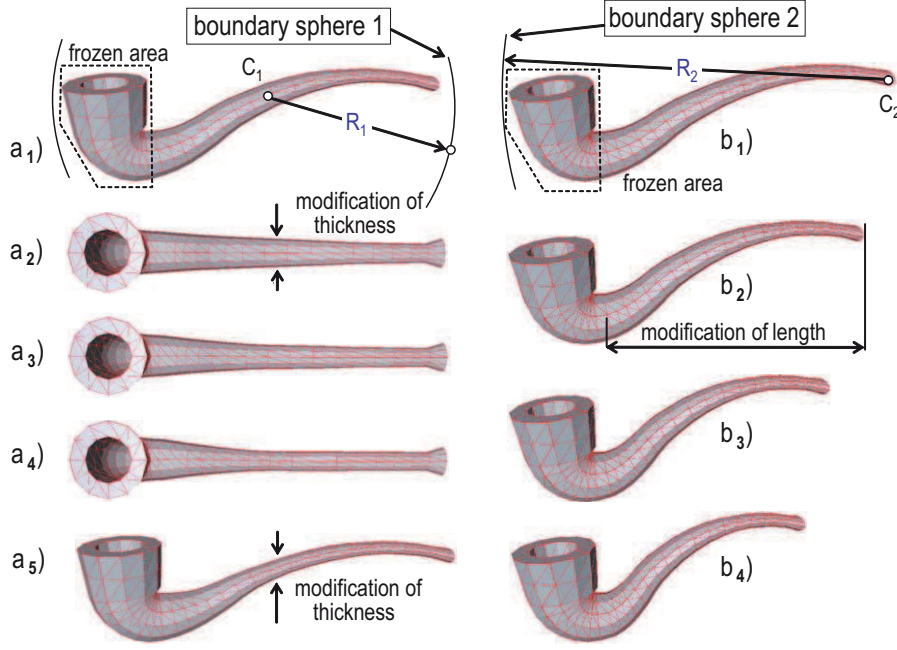 boundary sphere 1
boundary sphere 2
frozen area
C1
R1
a1)
R2
C2
b1)
frozen area
modification of
thickness
a2)
b2)
modification of length
a3)
b3)
a4)
b4)
a5)
modification of
thickness